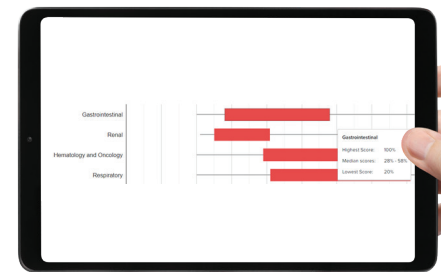 Gastrointestinal
Renal
Hematology and Oncology
Respiratory
Gastrointestinal
Highest Score: 100%
Median scores: 28% - 58%
Lowest Score: 20%